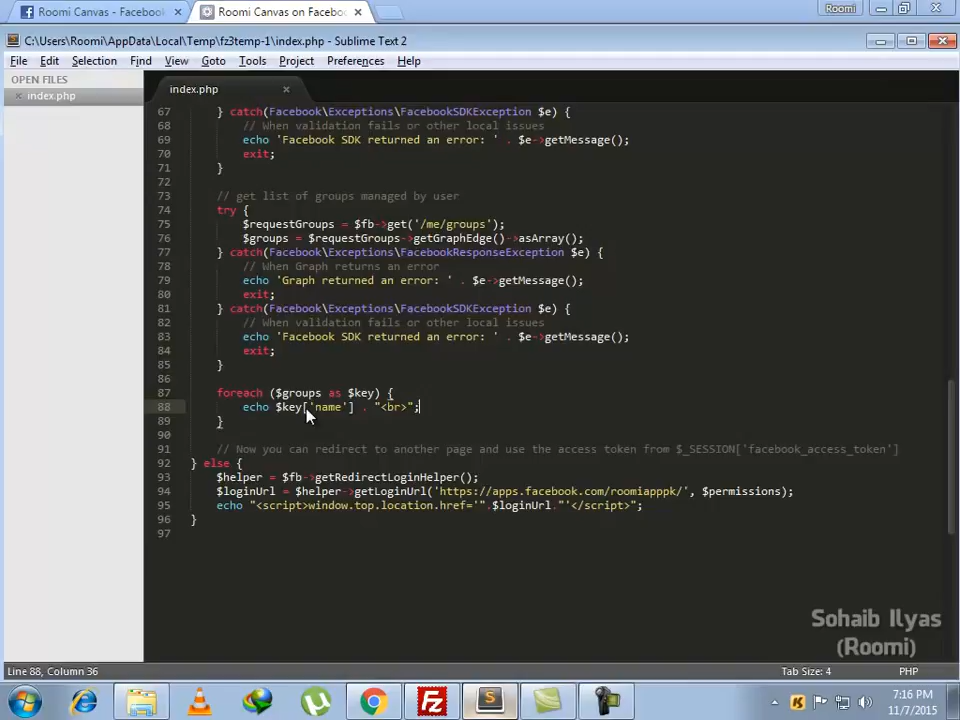 Roomi Canvas - Facebook
Roomi Canvas on Facebook
Roomi
C:\Users\Roomi\AppData\Local\Temp\fz3temp-1\index.php - Sublime Text 2
File Edit Selection Find View Goto Tools Project Preferences Help
OPEN FILES
index.php
index.php
67 } catch(Facebook\Exceptions\FacebookSDKException $e) {
68 // When validation fails or other local issues
69 echo 'Facebook SDK returned an error: ' . $e->getMessage();
70 exit;
71 }
72
73 // get list of groups managed by user
74 try {
75 $requestGroups = $fb->get('/me/groups');
76 $groups = $requestGroups->getGraphEdge()->asArray();
77 } catch(Facebook\Exceptions\FacebookResponseException $e) {
78 // When Graph returns an error
79 echo 'Graph returned an error: ' . $e->getMessage();
80 exit;
81 } catch(Facebook\Exceptions\FacebookSDKException $e) {
82 // When validation fails or other local issues
83 echo 'Facebook SDK returned an error: ' . $e->getMessage();
84 exit;
85 }
86
87 foreach ($groups as $key) {
88 echo $key['name'] . "<br>";
89 }
90
91 // Now you can redirect to another page and use the access token from $_SESSION['facebook_access_token']
92 } else {
93 $helper = $fb->getRedirectLoginHelper();
94 $loginUrl = $helper->getLoginUrl('https://apps.facebook.com/roomiapppk/', $permissions);
95 echo "<script>window.top.location.href='".$loginUrl."'</script>";
96 }
97
Sohaib Ilyas
(Roomi)
Line 88, Column 36
Tab Size: 4
PHP
7:16 PM
11/7/2015